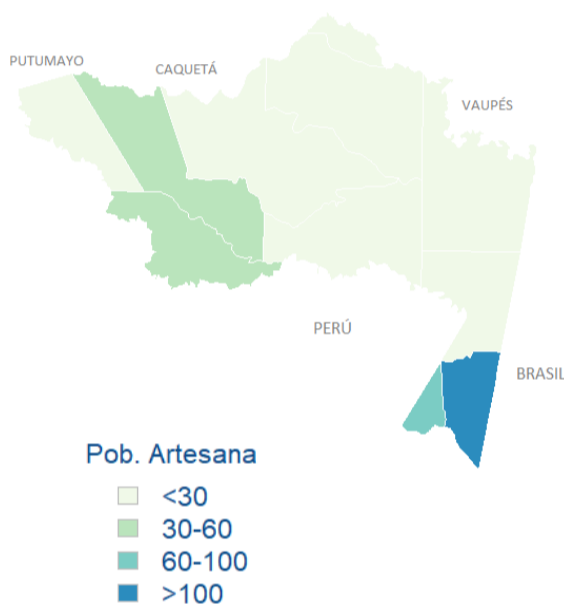 PUTUMAYO
CAQUETÁ
VAUPÉS
PERÚ
BRASIL
Pob. Artesana
<30
30-60
60-100
>100